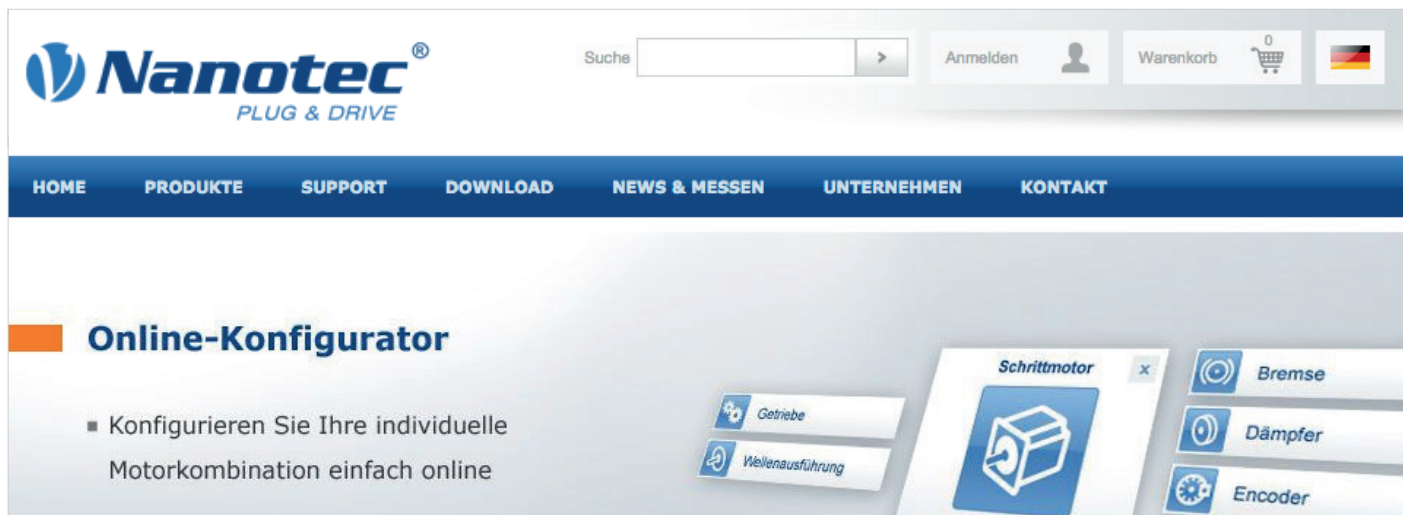 Nanotec®
PLUG & DRIVE
Suche
>
Anmelden
Warenkorb
0
HOME PRODUKTE SUPPORT DOWNLOAD NEWS & MESSEN UNTERNEHMEN KONTAKT
Online-Konfigurator
Konfigurieren Sie Ihre individuelle
Motorkombination einfach online
Getriebe
Wellenausführung
Schrittmotor x
Bremse
Dämpfer
Encoder